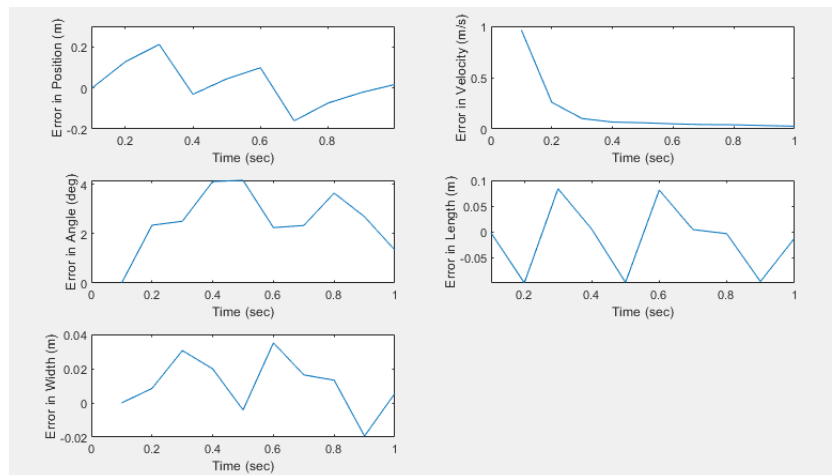 Error in Position (m)
0.2
0
-0.2
0.2 0.4 0.6 0.8
Time (sec)
Error in Velocity (m/s)
1
0.5
0
0 0.2 0.4 0.6 0.8 1
Time (sec)
Error in Angle (deg)
4
2
0
0 0.2 0.4 0.6 0.8 1
Time (sec)
Error in Length (m)
0.1
0.05
0
-0.05
0.2 0.4 0.6 0.8 1
Time (sec)
Error in Width (m)
0.04
0.02
0
-0.02
0 0.2 0.4 0.6 0.8 1
Time (sec)